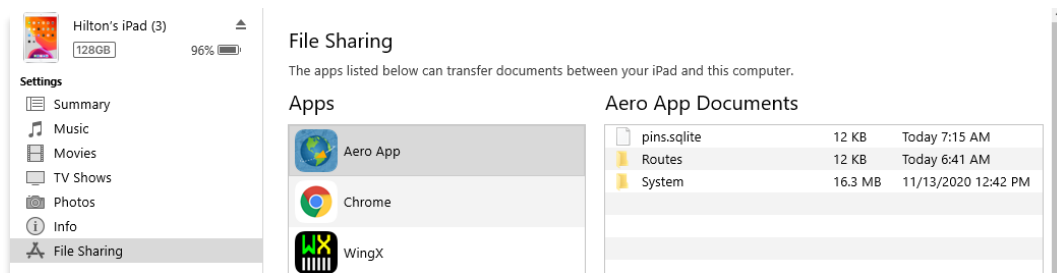 Hilton's iPad (3)
128GB
96%
Settings
Summary
Music
Movies
TV Shows
Photos
Info
File Sharing
File Sharing
The apps listed below can transfer documents between your iPad and this computer.
Apps
Aero App
Chrome
WX
WingX
Aero App Documents
pins.sqlite 12 KB Today 7:15 AM
Routes 12 KB Today 6:41 AM
System 16.3 MB 11/13/2020 12:42 PM